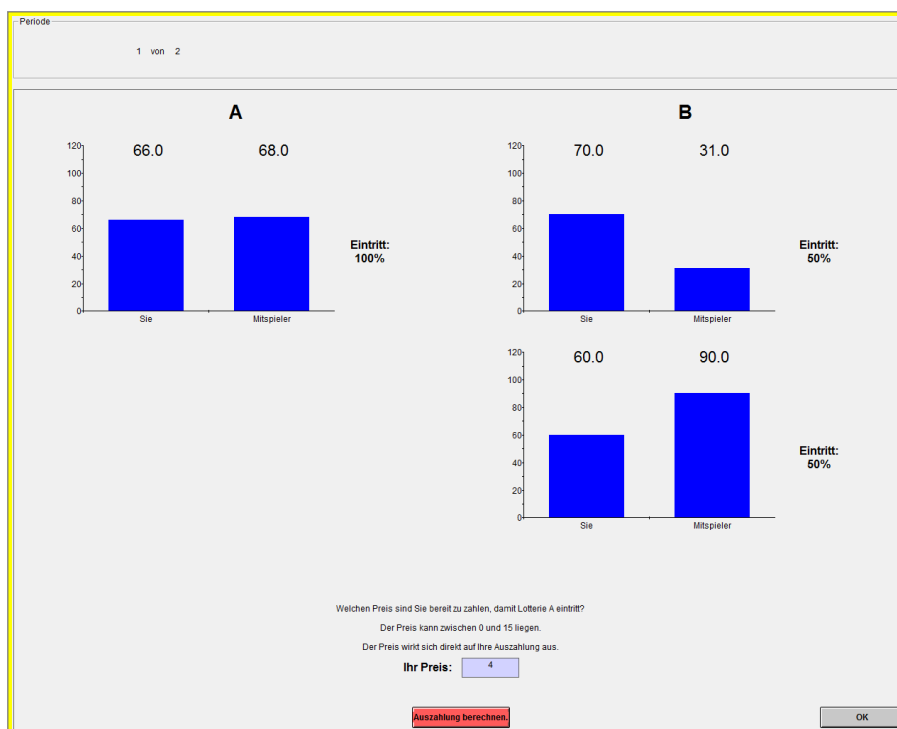 Periode
1 von 2
A
66.0 68.0
120
100
80
60
40
20
0
Sie Mitspieler
Eintritt:
100%
B
70.0 31.0
120
100
80
60
40
20
0
Sie Mitspieler
Eintritt:
50%
60.0 90.0
120
100
80
60
40
20
0
Sie Mitspieler
Eintritt:
50%
Welchen Preis sind Sie bereit zu zahlen, damit Lotterie A eintritt?
Der Preis kann zwischen 0 und 15 liegen.
Der Preis wirkt sich direkt auf Ihre Auszahlung aus.
Ihr Preis: 4
Auszahlung berechnen.
OK